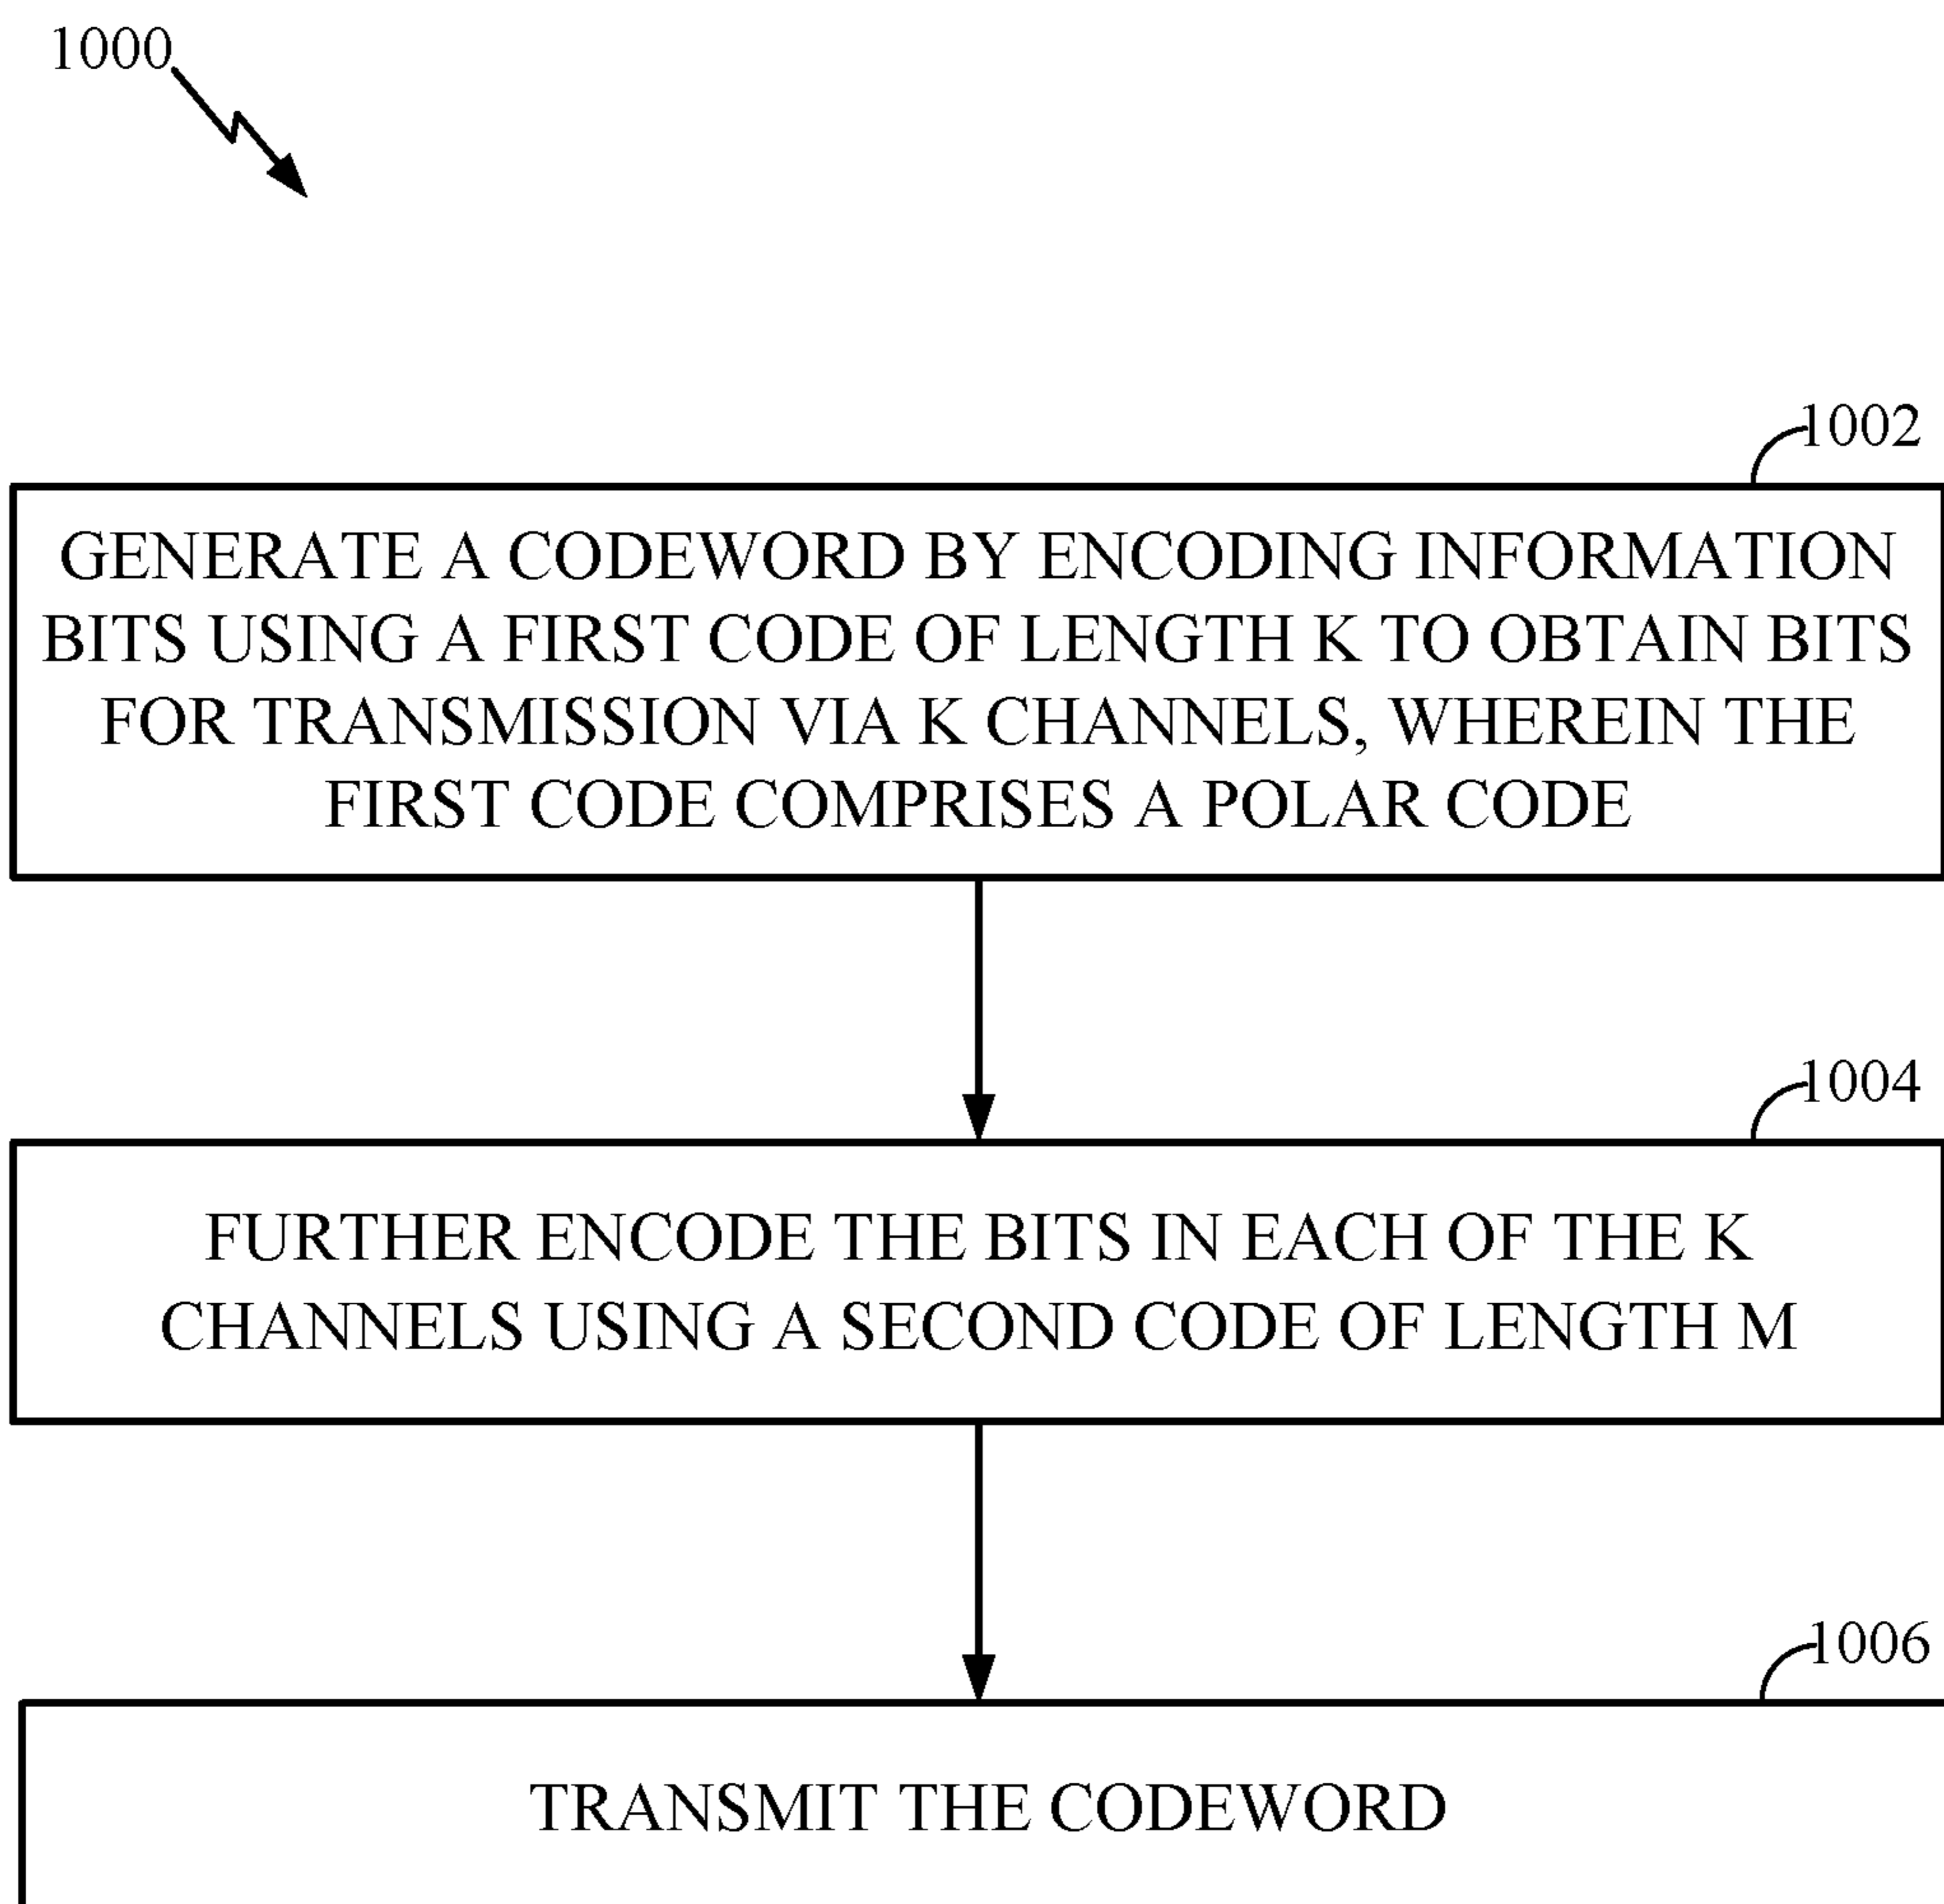 1000
1002
GENERATE A CODEWORD BY ENCODING INFORMATION
BITS USING A FIRST CODE OF LENGTH K TO OBTAIN BITS
FOR TRANSMISSION VIA K CHANNELS, WHEREIN THE
FIRST CODE COMPRISES A POLAR CODE
1004
FURTHER ENCODE THE BITS IN EACH OF THE K
CHANNELS USING A SECOND CODE OF LENGTH M
1006
TRANSMIT THE CODEWORD